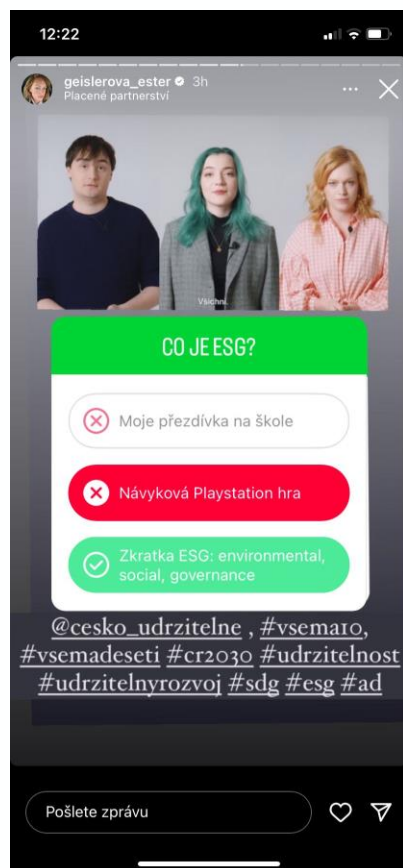 12:22
geislerova_ester 3h
Placené partnerství
Všichni.
CO JE ESG?
Moje přezdívka na škole
Návyková Playstation hra
Zkratka ESG: environmental,
social, governance
@cesko_udrzitelne , #vsema10,
#vsemadeseti #cr2030 #udrzitelnost
#udrzitelnyrozvoj #sdg #esg #ad
Pošlete zprávu